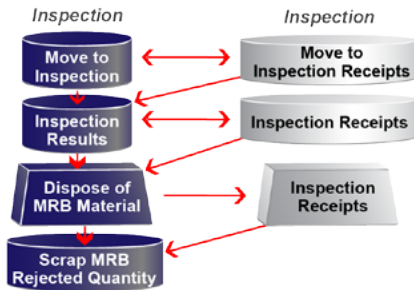 Inspection
Inspection
Move to
Inspection
Move to
Inspection Receipts
Inspection
Results
Inspection Receipts
Dispose of
MRB Material
Inspection
Receipts
Scrap MRB
Rejected Quantity